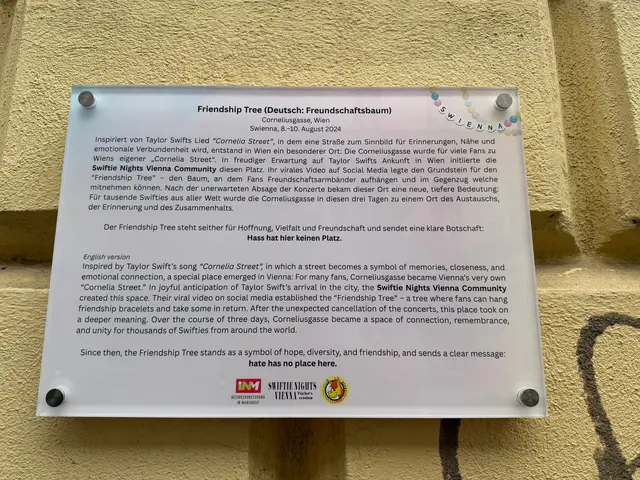 Friendship Tree (Deutsch: Freundschaftsbaum)
Corneliusgasse, Wien
Swienna, 8.-10. August 2024
SWIENNA
Inspiriert von Taylor Swifts Lied "Cornelia Street", in dem eine Straße zum Sinnbild für Erinnerungen, Nähe und
emotionale Verbundenheit wird, entstand in Wien ein besonderer Ort: Die Corneliusgasse wurde für viele Fans zu
Wiens eigener „Cornelia Street". In freudiger Erwartung auf Taylor Swifts Ankunft in Wien initiierte die
Swiftie Nights Vienna Community diesen Platz. Ihr virales Video auf Social Media legte den Grundstein für den
"Friendship Tree" – den Baum, an dem Fans Freundschaftsarmbänder aufhängen und im Gegenzug welche
mitnehmen können. Nach der unerwarteten Absage der Konzerte bekam dieser Ort eine neue, tiefere Bedeutung:
Für tausende Swifties aus aller Welt wurde die Corneliusgasse in diesen drei Tagen zu einem Ort des Austauschs,
der Erinnerung und des Zusammenhalts.
Der Friendship Tree steht seither für Hoffnung, Vielfalt und Freundschaft und sendet eine klare Botschaft:
Hass hat hier keinen Platz.
English version
Inspired by Taylor Swift's song "Cornelia Street", in which a street becomes a symbol of memories, closeness, and
emotional connection, a special place emerged in Vienna: For many fans, Corneliusgasse became Vienna's very own
"Cornelia Street." In joyful anticipation of Taylor Swift's arrival in the city, the Swiftie Nights Vienna Community
created this space. Their viral video on social media established the "Friendship Tree" – a tree where fans can hang
friendship bracelets and take some in return. After the unexpected cancellation of the concerts, this place took on
a deeper meaning. Over the course of three days, Corneliusgasse became a space of connection, remembrance,
and unity for thousands of Swifties from around the world.
Since then, the Friendship Tree stands as a symbol of hope, diversity, and friendship, and sends a clear message:
hate has no place here.
BEZIRKSVORSTEHUNG
IN MARIAHILF
SWIFTIE NIGHTS
VIENNA Taylor's version